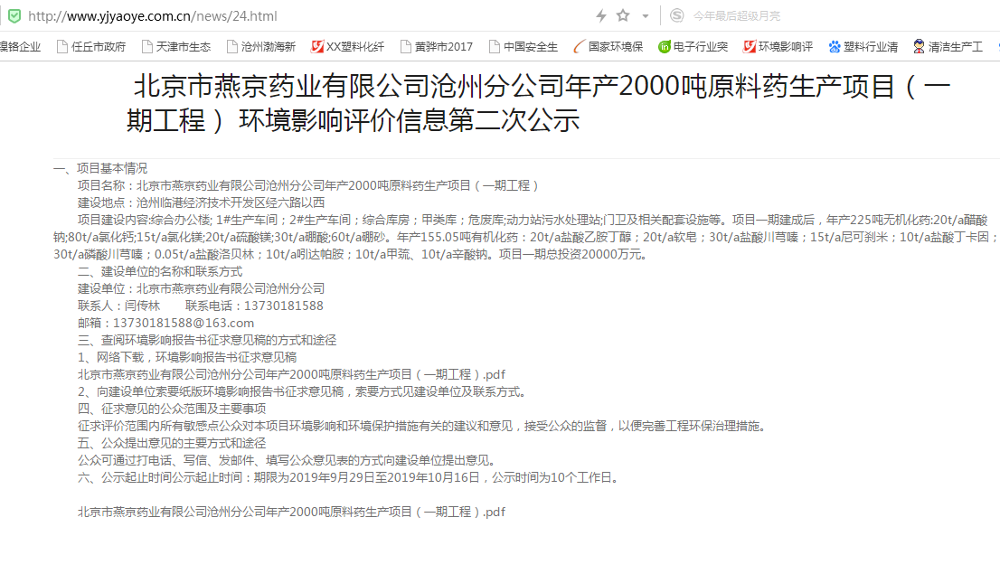 http://www.yjyaoye.com.cn/news/24.html
今年最后超级月亮
镍铬企业 任丘市政府 天津市生态 沧州渤海新 XX塑料化纤 黄骅市2017 中国安全生 国家环境保 电子行业突 环境影响评 塑料行业清 清洁生产工
北京市燕京药业有限公司沧州分公司年产2000吨原料药生产项目（一
期工程） 环境影响评价信息第二次公示
一、项目基本情况
项目名称：北京市燕京药业有限公司沧州分公司年产2000吨原料药生产项目（一期工程）
建设地点：沧州临港经济技术开发区经六路以西
项目建设内容:综合办公楼; 1#生产车间；2#生产车间；综合库房；甲类库；危废库;动力站污水处理站;门卫及相关配套设施等。项目一期建成后，年产225吨无机化药:20t/a醋酸
钠;80t/a氯化钙;15t/a氯化镁;20t/a硫酸镁;30t/a硼酸;60t/a硼砂。年产155.05吨有机化药：20t/a盐酸乙胺丁醇；20t/a软皂；30t/a盐酸川芎嗪；15t/a尼可刹米；10t/a盐酸丁卡因；
30t/a磷酸川芎嗪；0.05t/a盐酸洛贝林；10t/a吲达帕胺；10t/a甲巯、10t/a辛酸钠。项目一期总投资20000万元。
二、建设单位的名称和联系方式
建设单位：北京市燕京药业有限公司沧州分公司
联系人：闫传林 联系电话：13730181588
邮箱：13730181588@163.com
三、查阅环境影响报告书征求意见稿的方式和途径
1、网络下载，环境影响报告书征求意见稿
北京市燕京药业有限公司沧州分公司年产2000吨原料药生产项目（一期工程）.pdf
2、向建设单位索要纸版环境影响报告书征求意见稿，索要方式见建设单位及联系方式。
四、征求意见的公众范围及主要事项
征求评价范围内所有敏感点公众对本项目环境影响和环境保护措施有关的建议和意见，接受公众的监督，以便完善工程环保治理措施。
五、公众提出意见的主要方式和途径
公众可通过打电话、写信、发邮件、填写公众意见表的方式向建设单位提出意见。
六、公示起止时间公示起止时间：期限为2019年9月29日至2019年10月16日，公示时间为10个工作日。
北京市燕京药业有限公司沧州分公司年产2000吨原料药生产项目（一期工程）.pdf